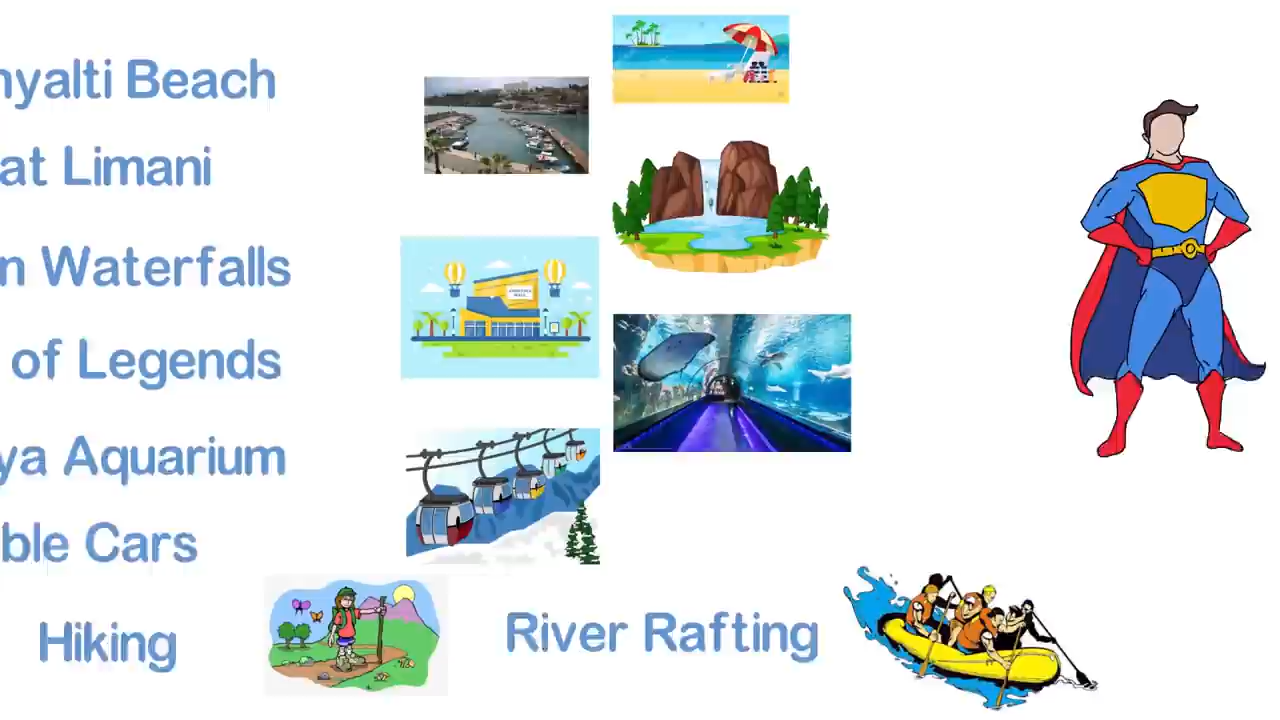 nyalti Beach
at Limani
n Waterfalls
of Legends
ya Aquarium
ble Cars
Hiking
River Rafting